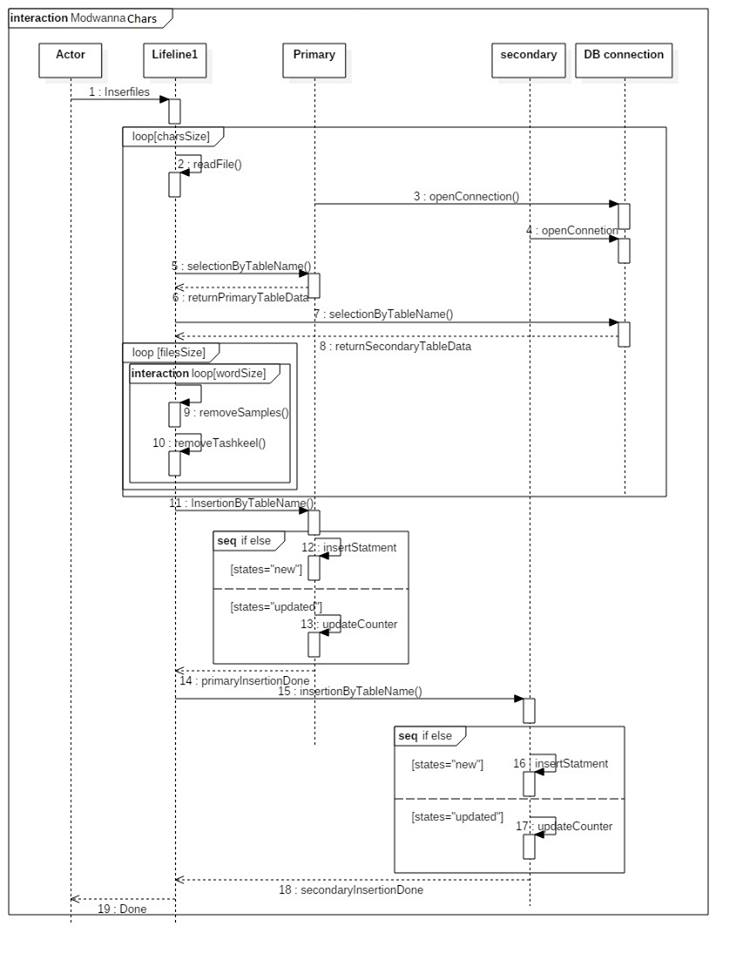 interaction Modwanna Chars
Actor
Lifeline1
Primary
secondary
DB connection
1 : Inserfiles
loop[charsSize]
2 : readFile()
3 : openConnection()
4 : openConnetion
5 : selectionByTableName()
6 : returnPrimaryTableData
7 : selectionByTableName()
8 : returnSecondaryTableData
loop [filesSize]
interaction loop[wordSize]
9 : removeSamples()
10 : removeTashkeel()
11 : InsertionByTableName()
seq if else
12 : insertStatment
[states="new"]
[states="updated"]
13 : updateCounter
14 : primaryInsertionDone
15 : insertionByTableName()
seq if else
[states="new"]
16 : insertStatment
[states="updated"]
17 : updateCounter
18 : secondaryInsertionDone
19 : Done